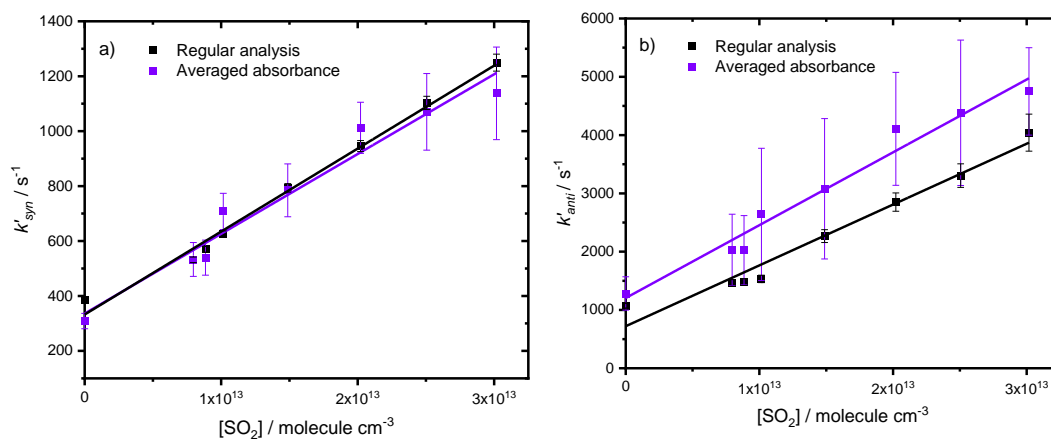 a)
Regular analysis
Averaged absorbance
k'syn / s⁻¹
1400
1200
1000
800
600
400
200
0
1x10¹³
2x10¹³
3x10¹³
[SO₂] / molecule cm⁻³
b)
Regular analysis
Averaged absorbance
k'anti / s⁻¹
6000
5000
4000
3000
2000
1000
0
0
1x10¹³
2x10¹³
3x10¹³
[SO₂] / molecule cm⁻³